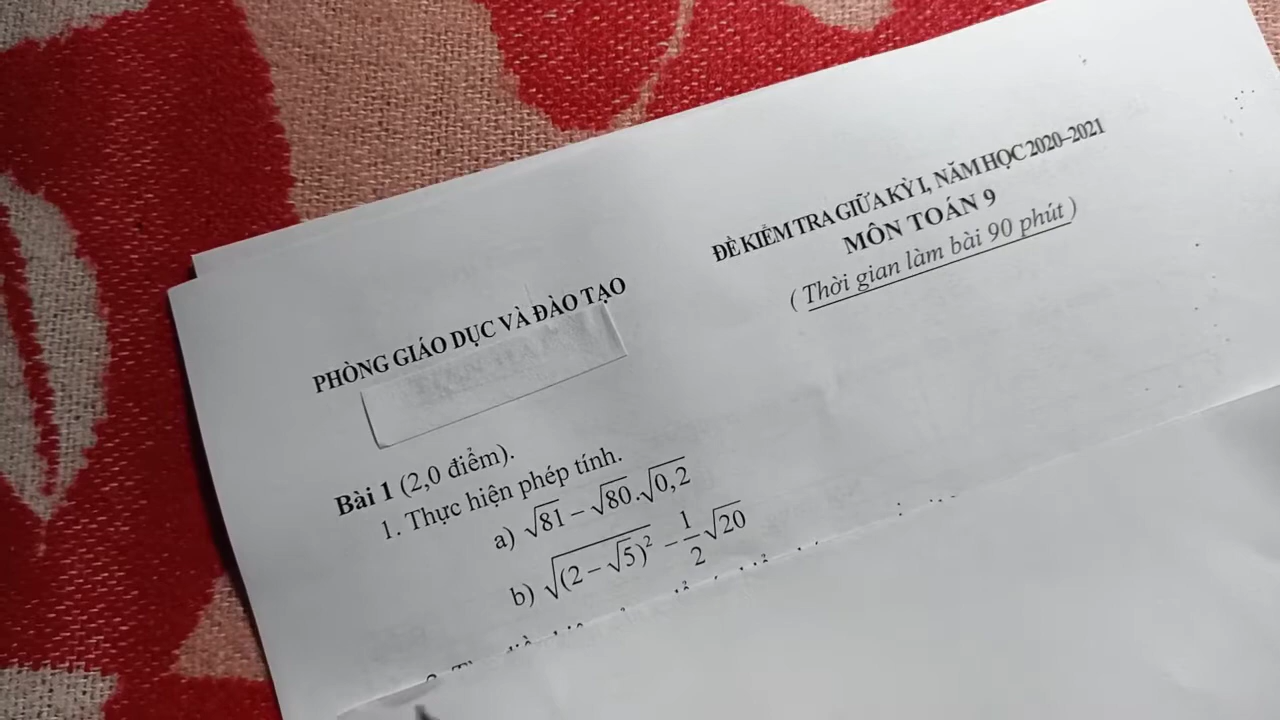 PHÒNG GIÁO DỤC VÀ ĐÀO TẠO
ĐỀ KIỂM TRA GIỮA KỲ I, NĂM HỌC 2020–2021
MÔN TOÁN 9
( Thời gian làm bài 90 phút )
Bài 1 (2,0 điểm).
1. Thực hiện phép tính.
a) √81 − √80.√0,2
b) √(2 − √5)² − 1/2 √20